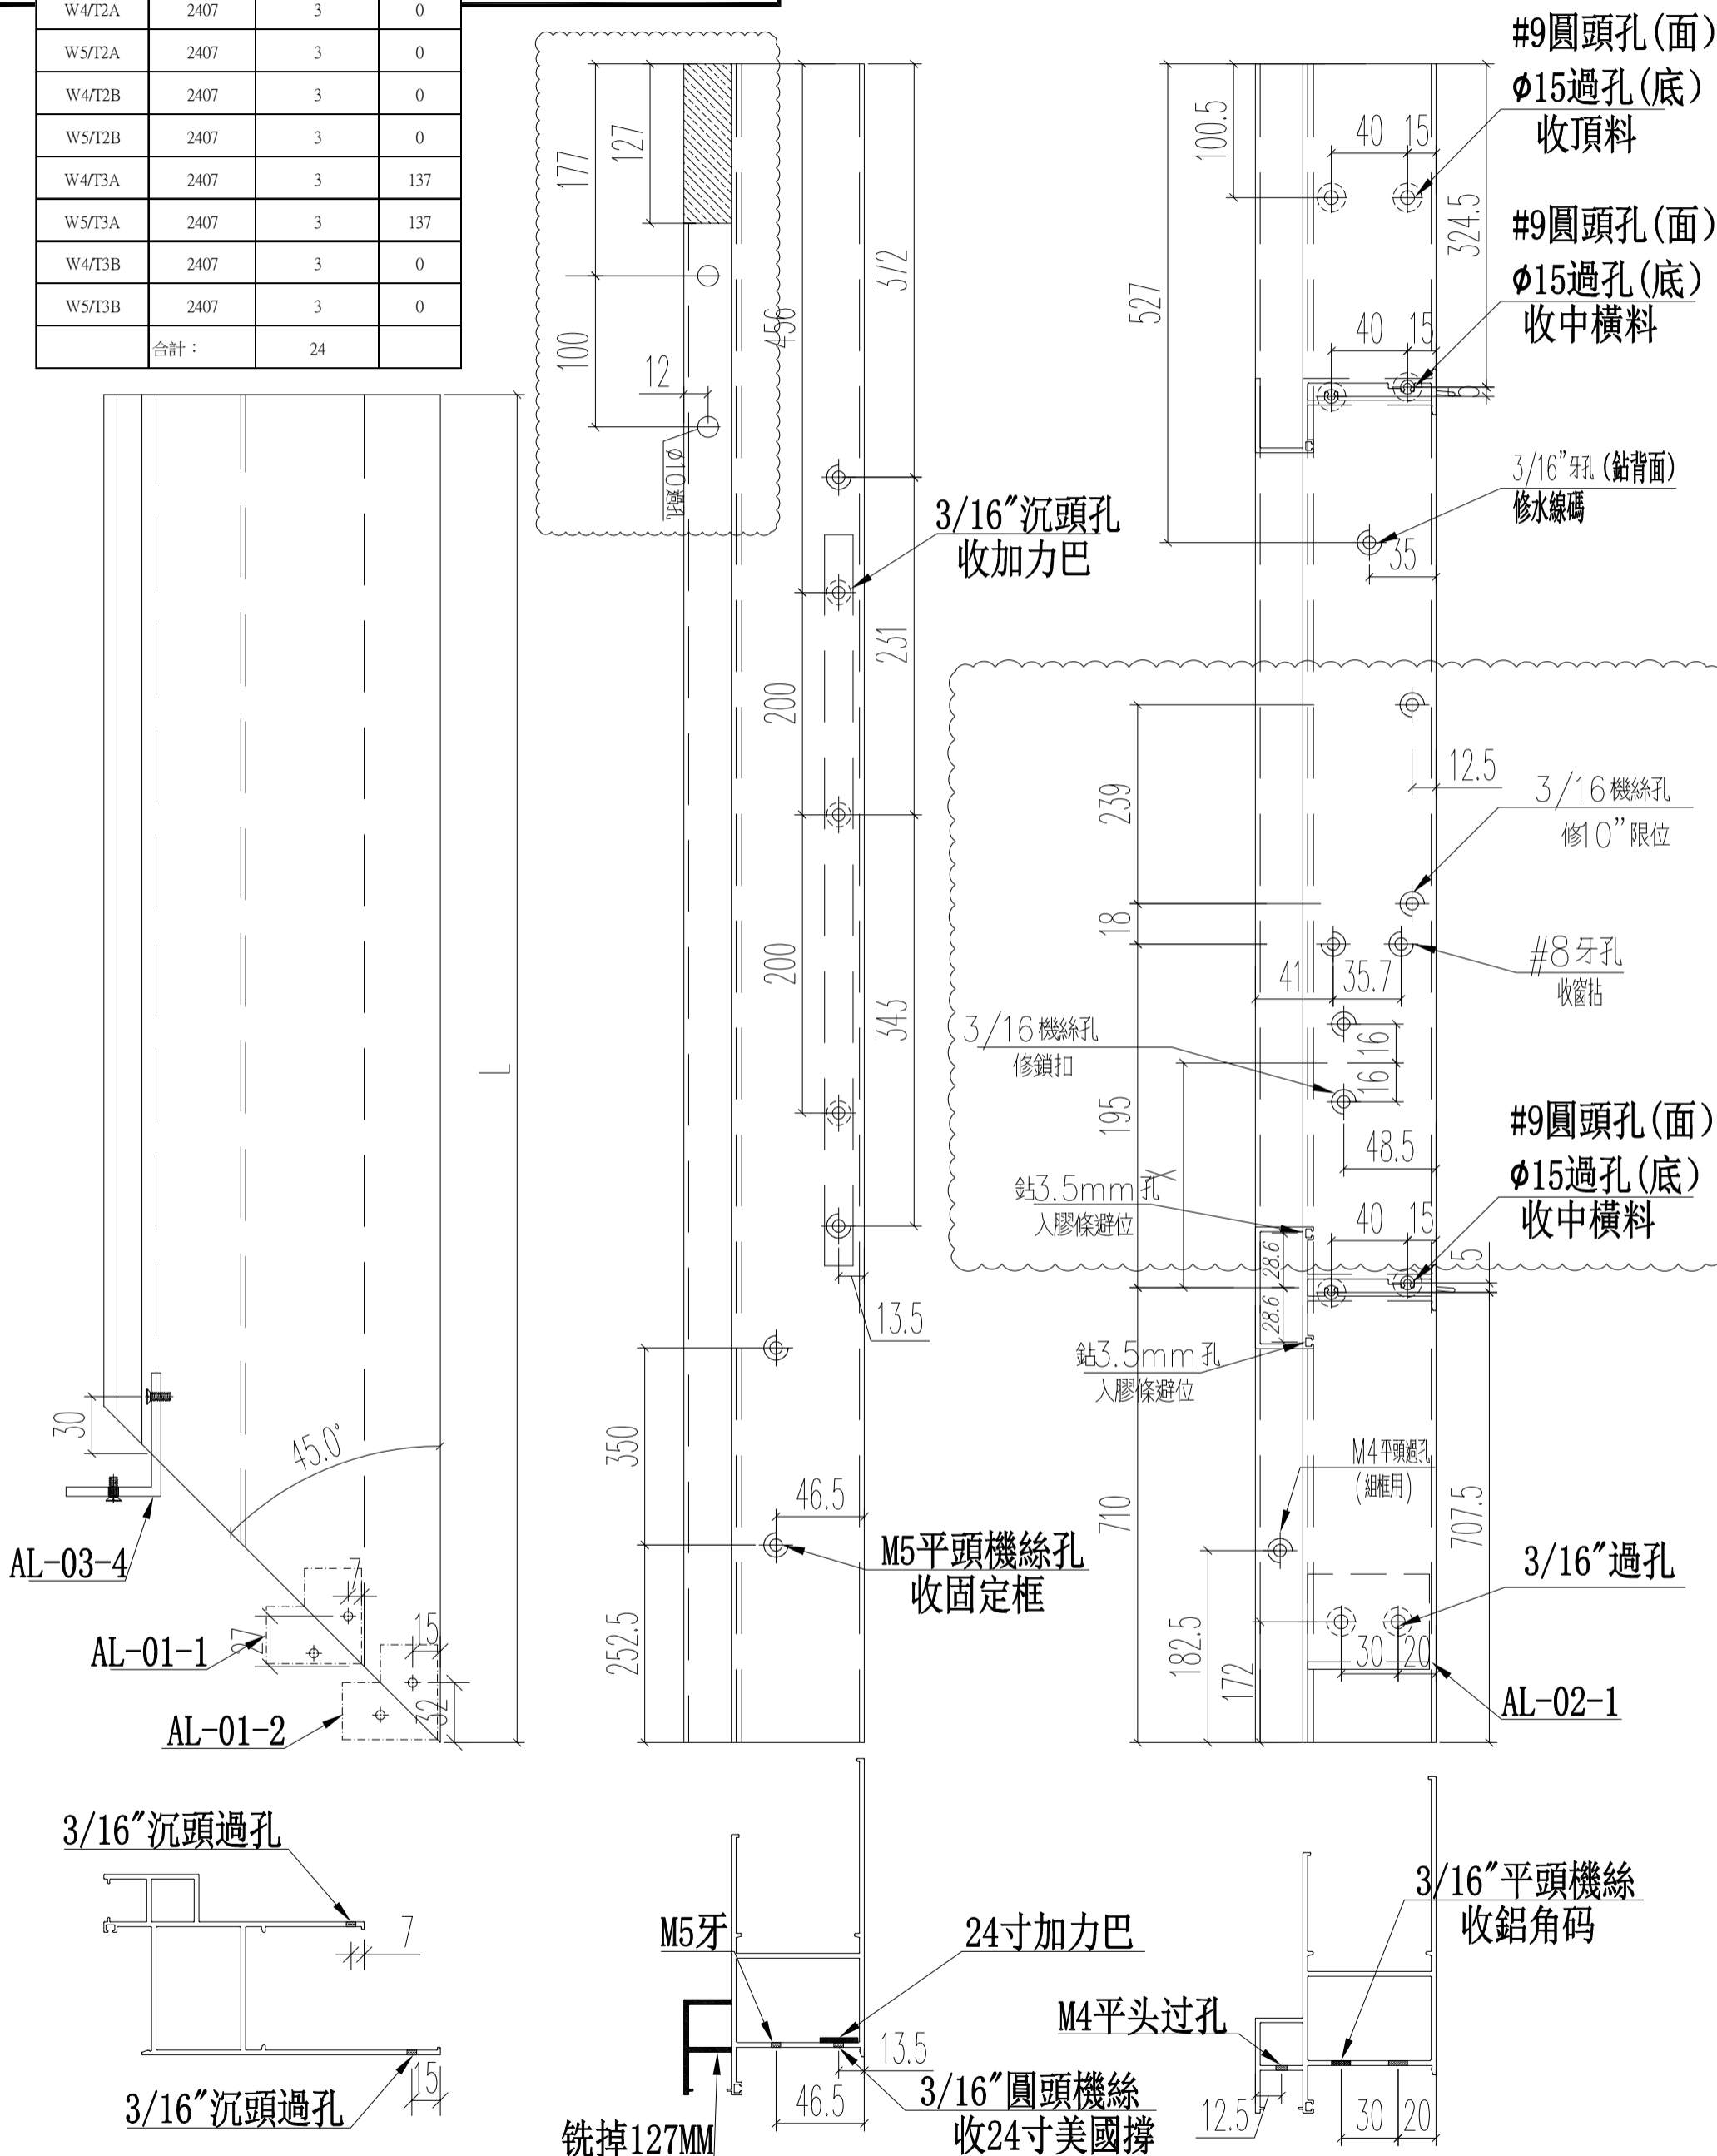 W4/T2A 2407 3 0
W5/T2A 2407 3 0
W4/T2B 2407 3 0
W5/T2B 2407 3 0
W4/T3A 2407 3 137
W5/T3A 2407 3 137
W4/T3B 2407 3 0
W5/T3B 2407 3 0
合計： 24
L
30
45.0°
AL-03-4
7
27
AL-01-1
15
32
AL-01-2
177
127
100
12
Ø10過孔
456
372
3/16"沉頭孔
收加力巴
231
200
200
343
13.5
350
46.5
M5平頭機絲孔
收固定框
252.5
#9圓頭孔(面)
ϕ15過孔(底)
收頂料
100.5
40 15
324.5
#9圓頭孔(面)
ϕ15過孔(底)
收中橫料
527
40 15
3/16"牙孔(鉆背面)
修水線碼
35
12.5
239
3/16機絲孔
修10"限位
18
#8牙孔
收窗拈
41 35.7
3/16機絲孔
修鎖扣
16
16
195
X
48.5
#9圓頭孔(面)
ϕ15過孔(底)
收中橫料
鉆3.5mm孔
入膠條避位
40 15
5
28.6
28.6
鉆3.5mm孔
入膠條避位
M4平頭過孔
(組框用)
710
707.5
3/16"過孔
182.5
172
30 20
AL-02-1
3/16"沉頭過孔
7
15
3/16"沉頭過孔
M5牙
24寸加力巴
13.5
46.5
3/16"圓頭機絲
收24寸美國撐
铣掉127MM
3/16"平頭機絲
收鋁角码
M4平头过孔
12.5
30 20